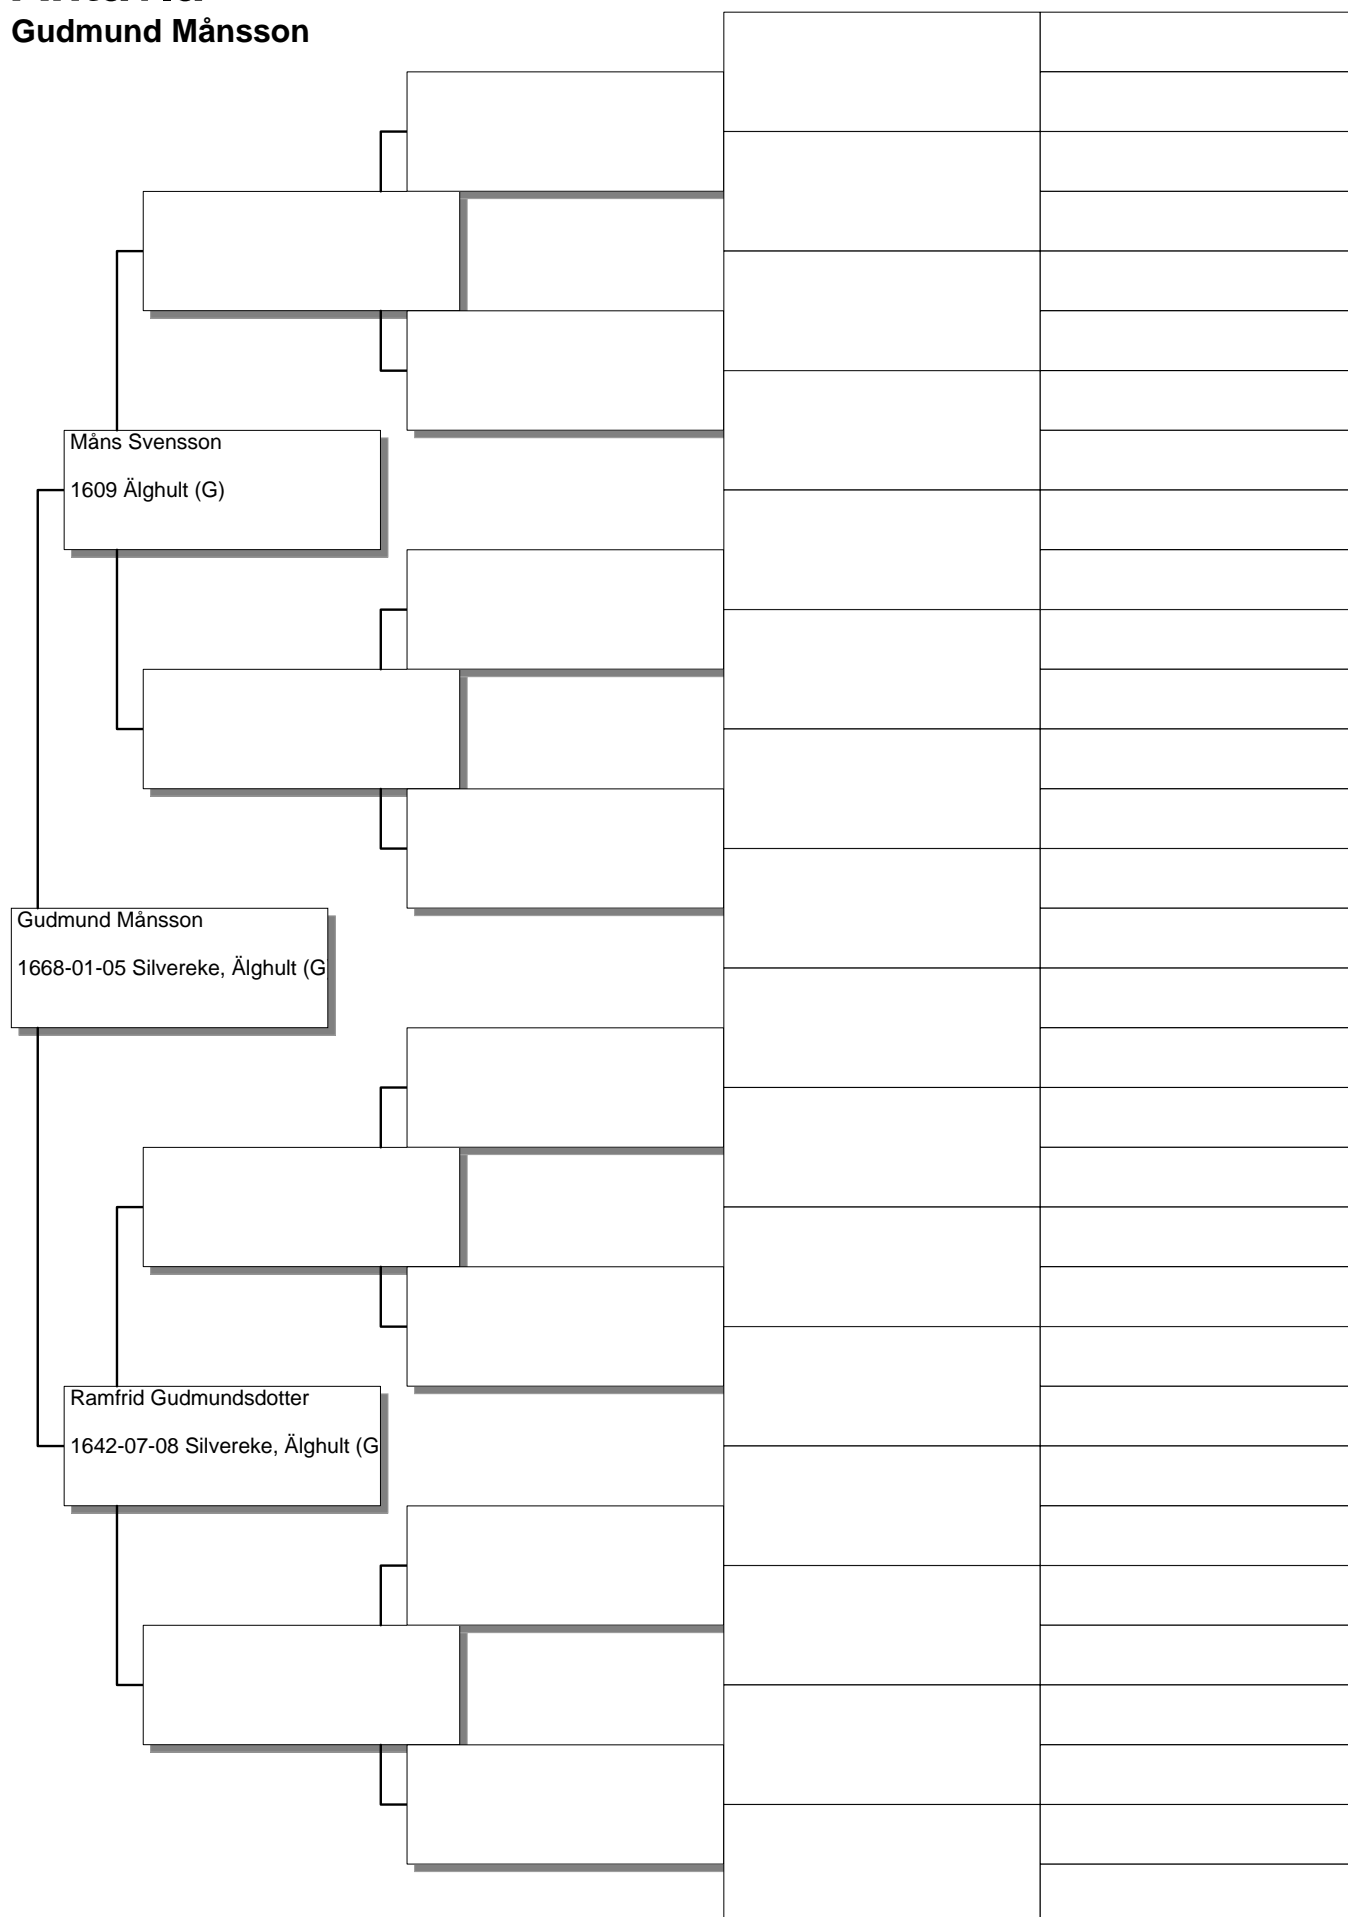 Gudmund Månsson
Måns Svensson
1609 Älghult (G)
Gudmund Månsson
1668-01-05 Silvereke, Älghult (G
Ramfrid Gudmundsdotter
1642-07-08 Silvereke, Älghult (G